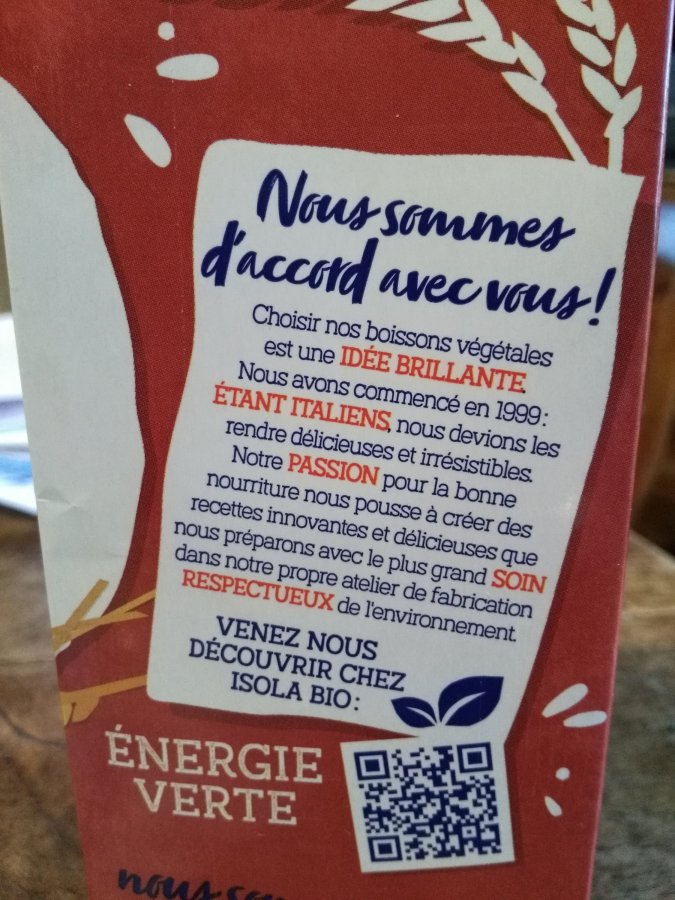 Nous sommes
d'accord avec vous!
Choisir nos boissons végétales
est une IDÉE BRILLANTE.
Nous avons commencé en 1999:
ÉTANT ITALIENS, nous devions les
rendre délicieuses et irrésistibles.
Notre PASSION pour la bonne
nourriture nous pousse à créer des
recettes innovantes et délicieuses que
nous préparons avec le plus grand SOIN
dans notre propre atelier de fabrication
RESPECTUEUX de l'environnement.
VENEZ NOUS
DÉCOUVRIR CHEZ
ISOLA BIO:
ÉNERGIE
VERTE
nous